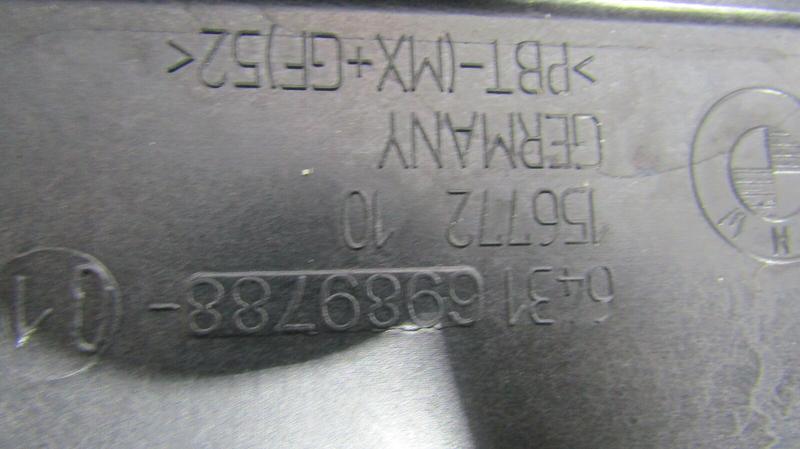 6431 6989788- 01
156772 10
GERMANY
>PBT-(MX+GF)52<